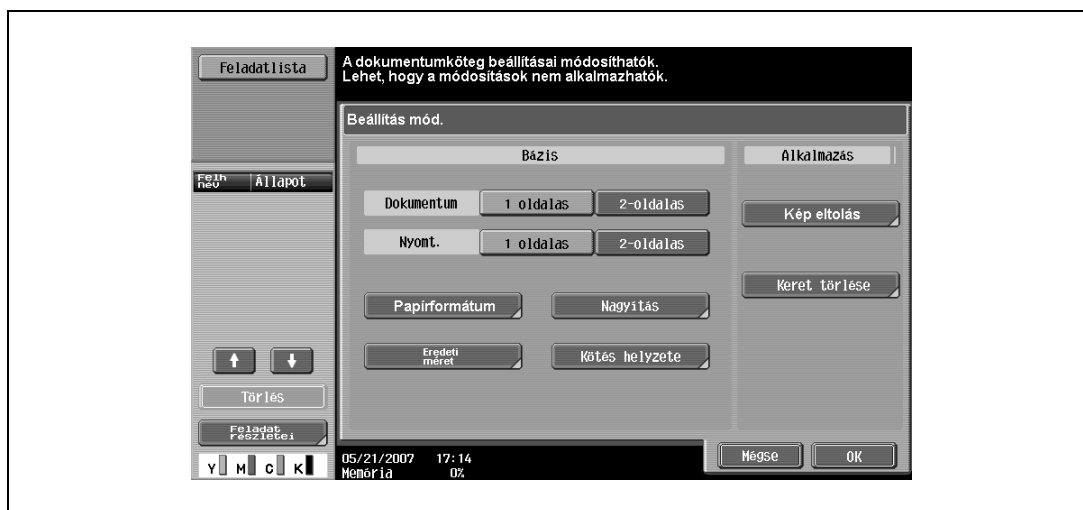 Feladatlista
A dokumentumköteg beállításai módosíthatók.
Lehet, hogy a módosítások nem alkalmazhatók.
Beállítás mód.
Bázis
Alkalmazás
Felh név
Állapot
Dokumentum
1 oldalas
2-oldalas
Nyomt.
1 oldalas
2-oldalas
Kép eltolás
Keret törlése
Papírformátum
Nagyítás
Eredeti
méret
Kötés helyzete
Törlés
Feladat
részletei
Y M C K
05/21/2007 17:14
Memória 0%
Mégse
OK